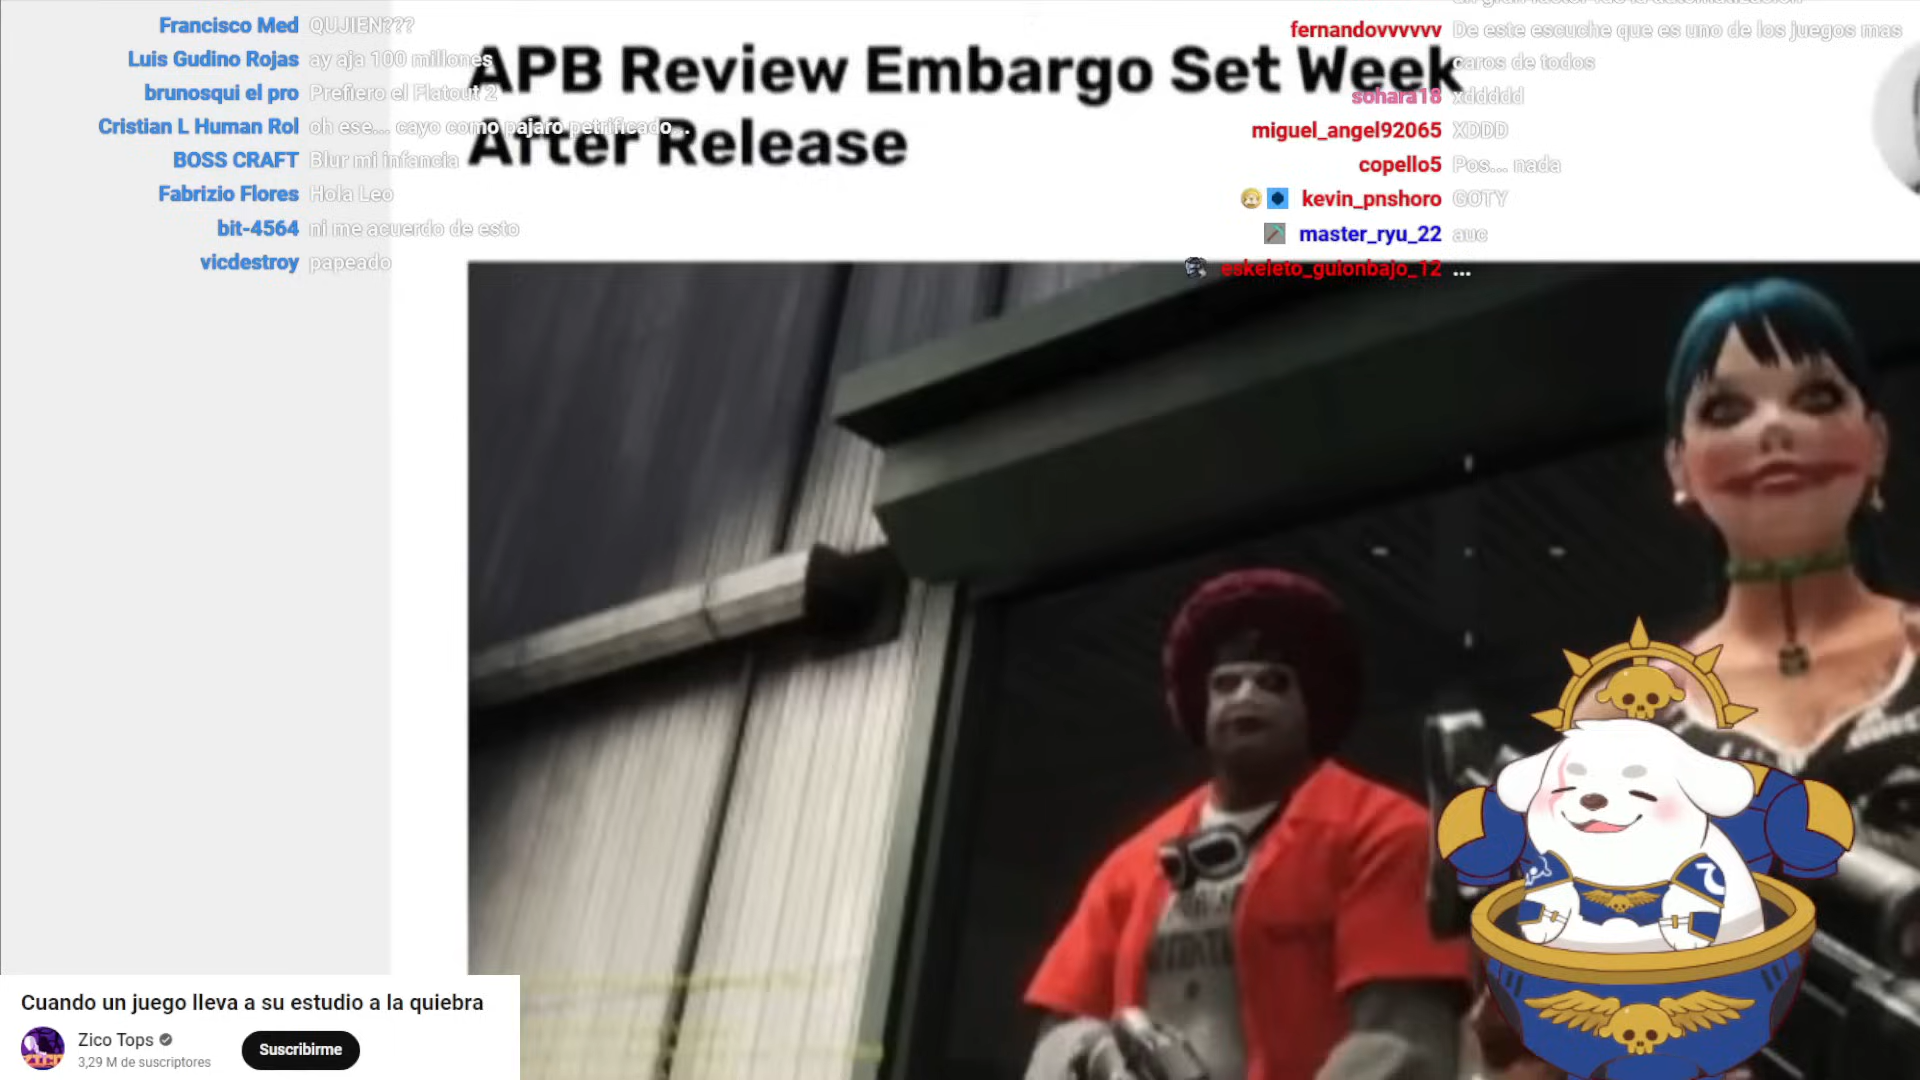 Francisco Med QUJIEN???
Luis Gudino Rojas ay aja 100 millones
brunosqui el pro Prefiero el Flatout 2
Cristian L Human Rol oh ese... cayo como pajaro petrificado...
BOSS CRAFT Blur mi infancia
Fabrizio Flores Hola Leo
bit-4564 ni me acuerdo de esto
vicdestroy papeado
APB Review Embargo Set Week
After Release
fernandovvvvvv De este escuche que es uno de los juegos mas
caros de todos
sohara18 xddddd
miguel_angel92065 XDDD
copello5 Pos... nada
kevin_pnshoro GOTY
master_ryu_22 auc
eskeleto_guionbajo_12 ...
Cuando un juego lleva a su estudio a la quiebra
Zico Tops
3,29 M de suscriptores
Suscribirme